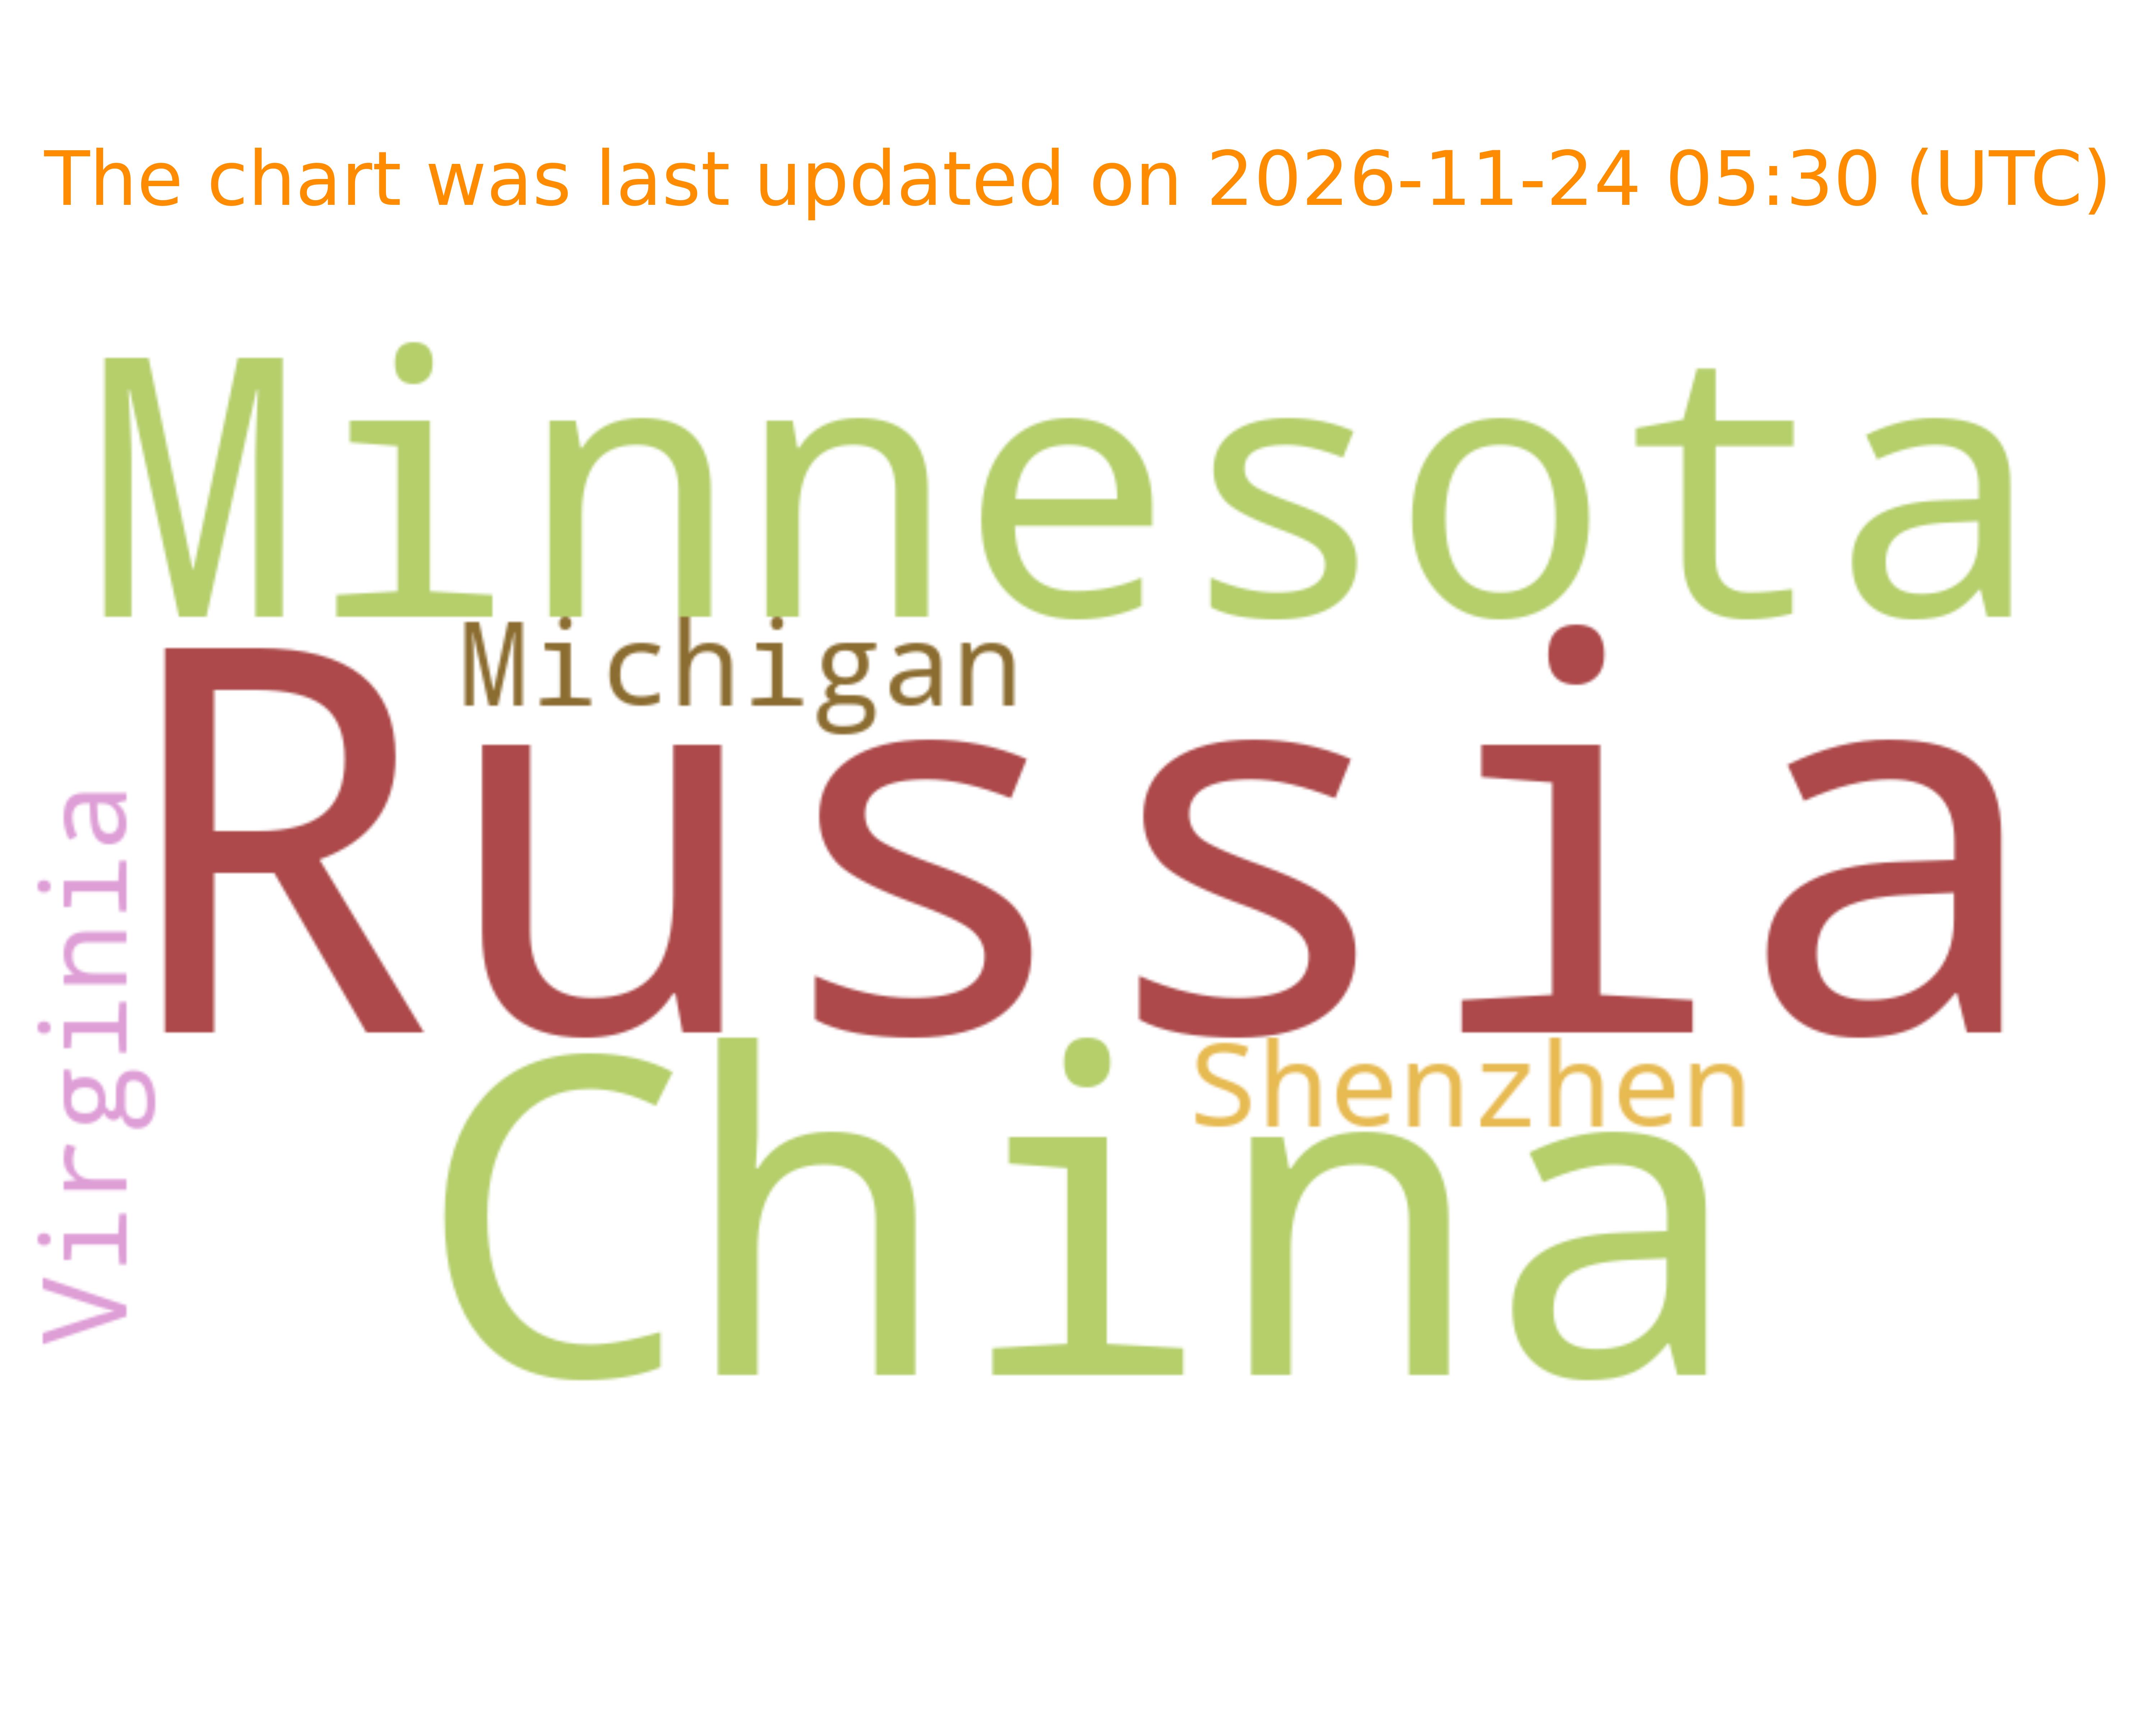 The chart was last updated on 2026-11-24 05:30 (UTC)
Minnesota
Michigan
Russia
Virginia
Shenzhen
China